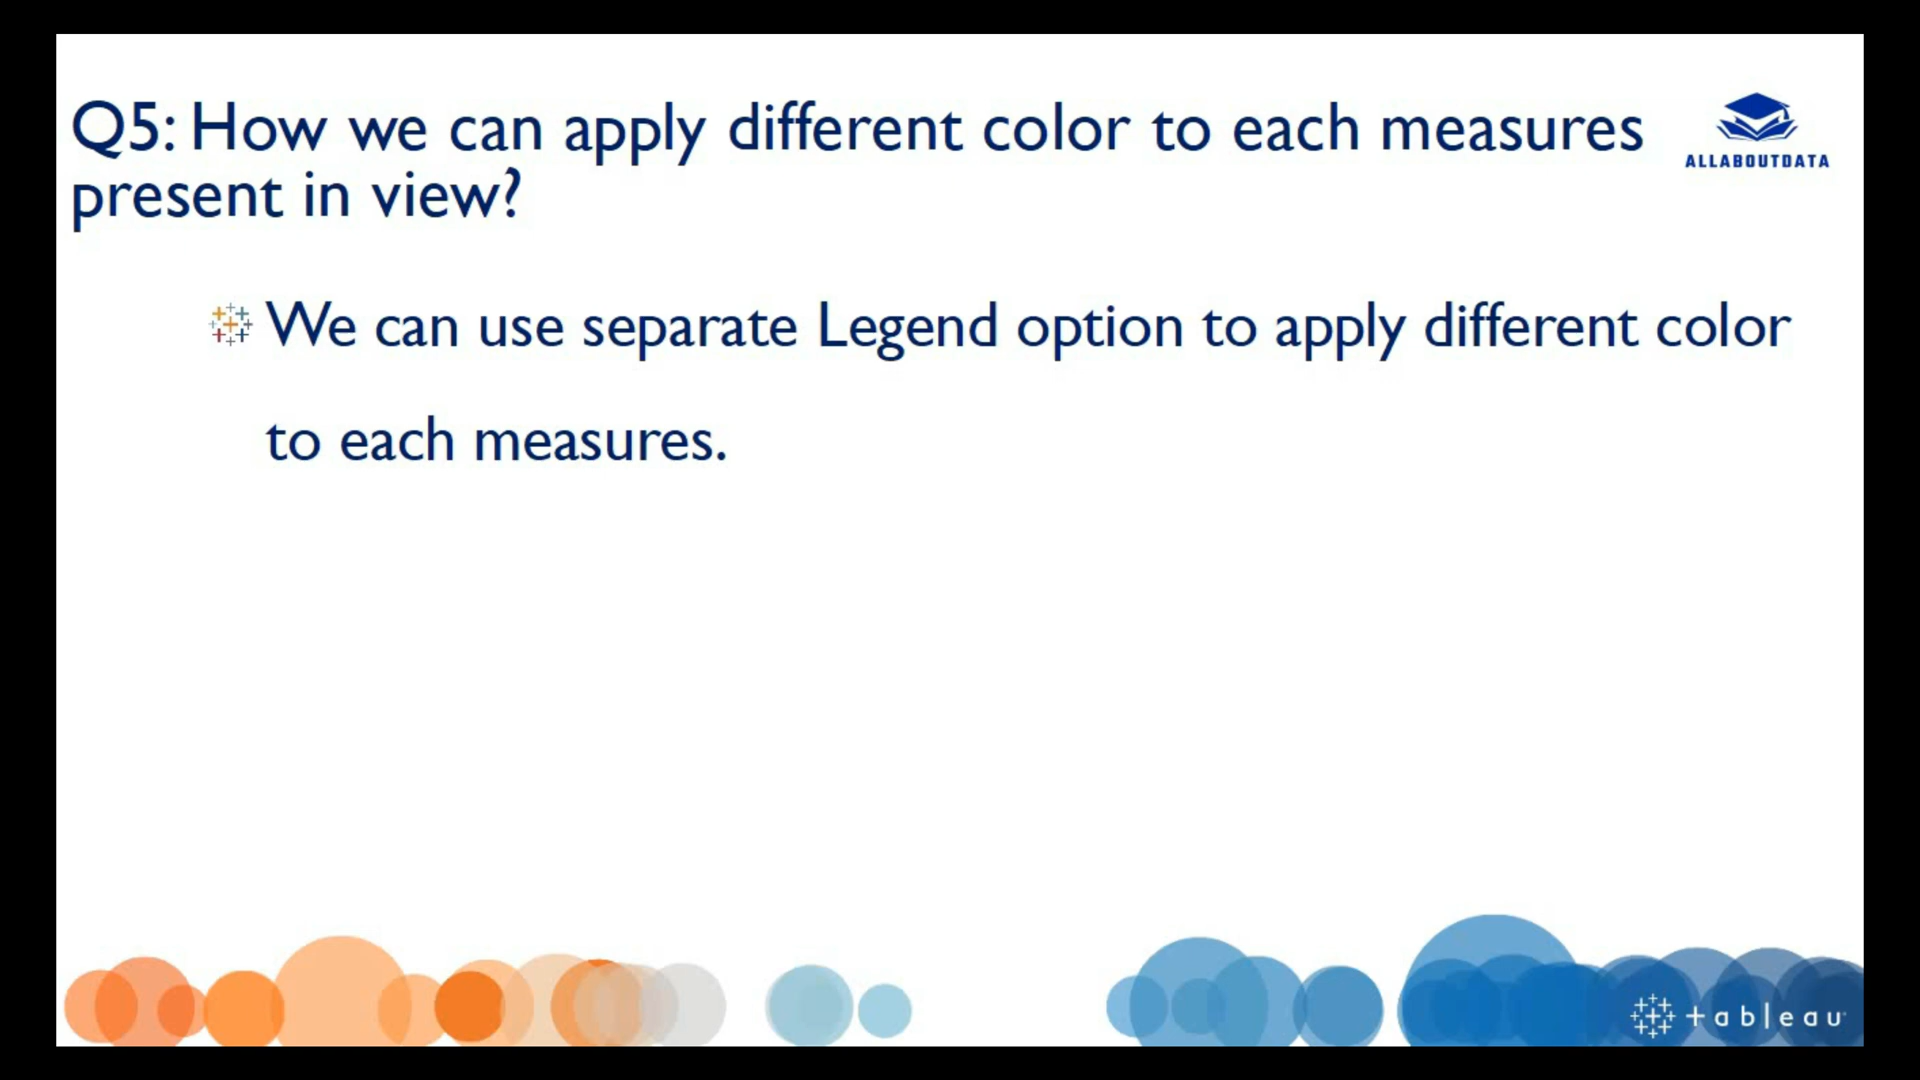 Q5: How we can apply different color to each measures
present in view?
ALLABOUTDATA
We can use separate Legend option to apply different color
to each measures.
+ableau